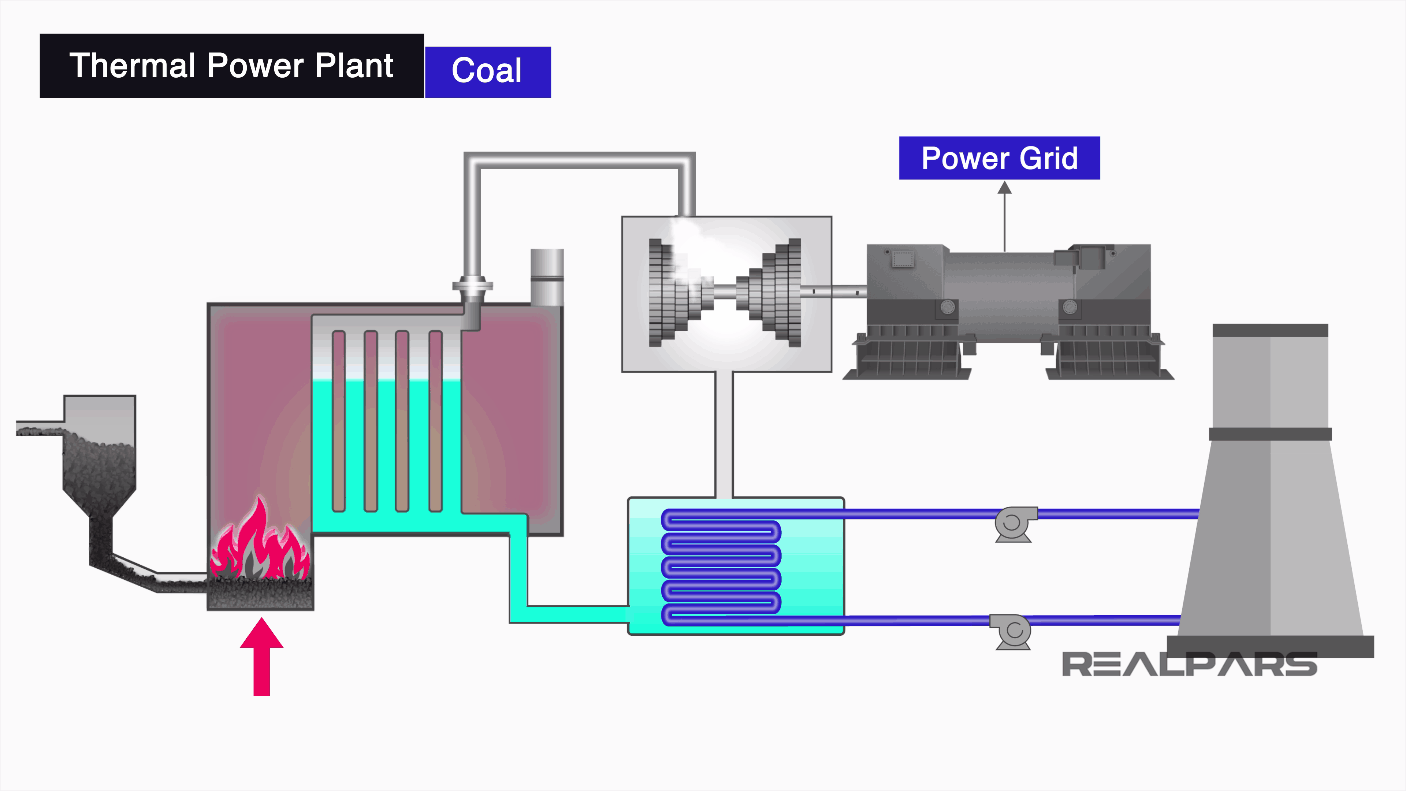 Thermal Power Plant
Coal
Power Grid
REALPARS